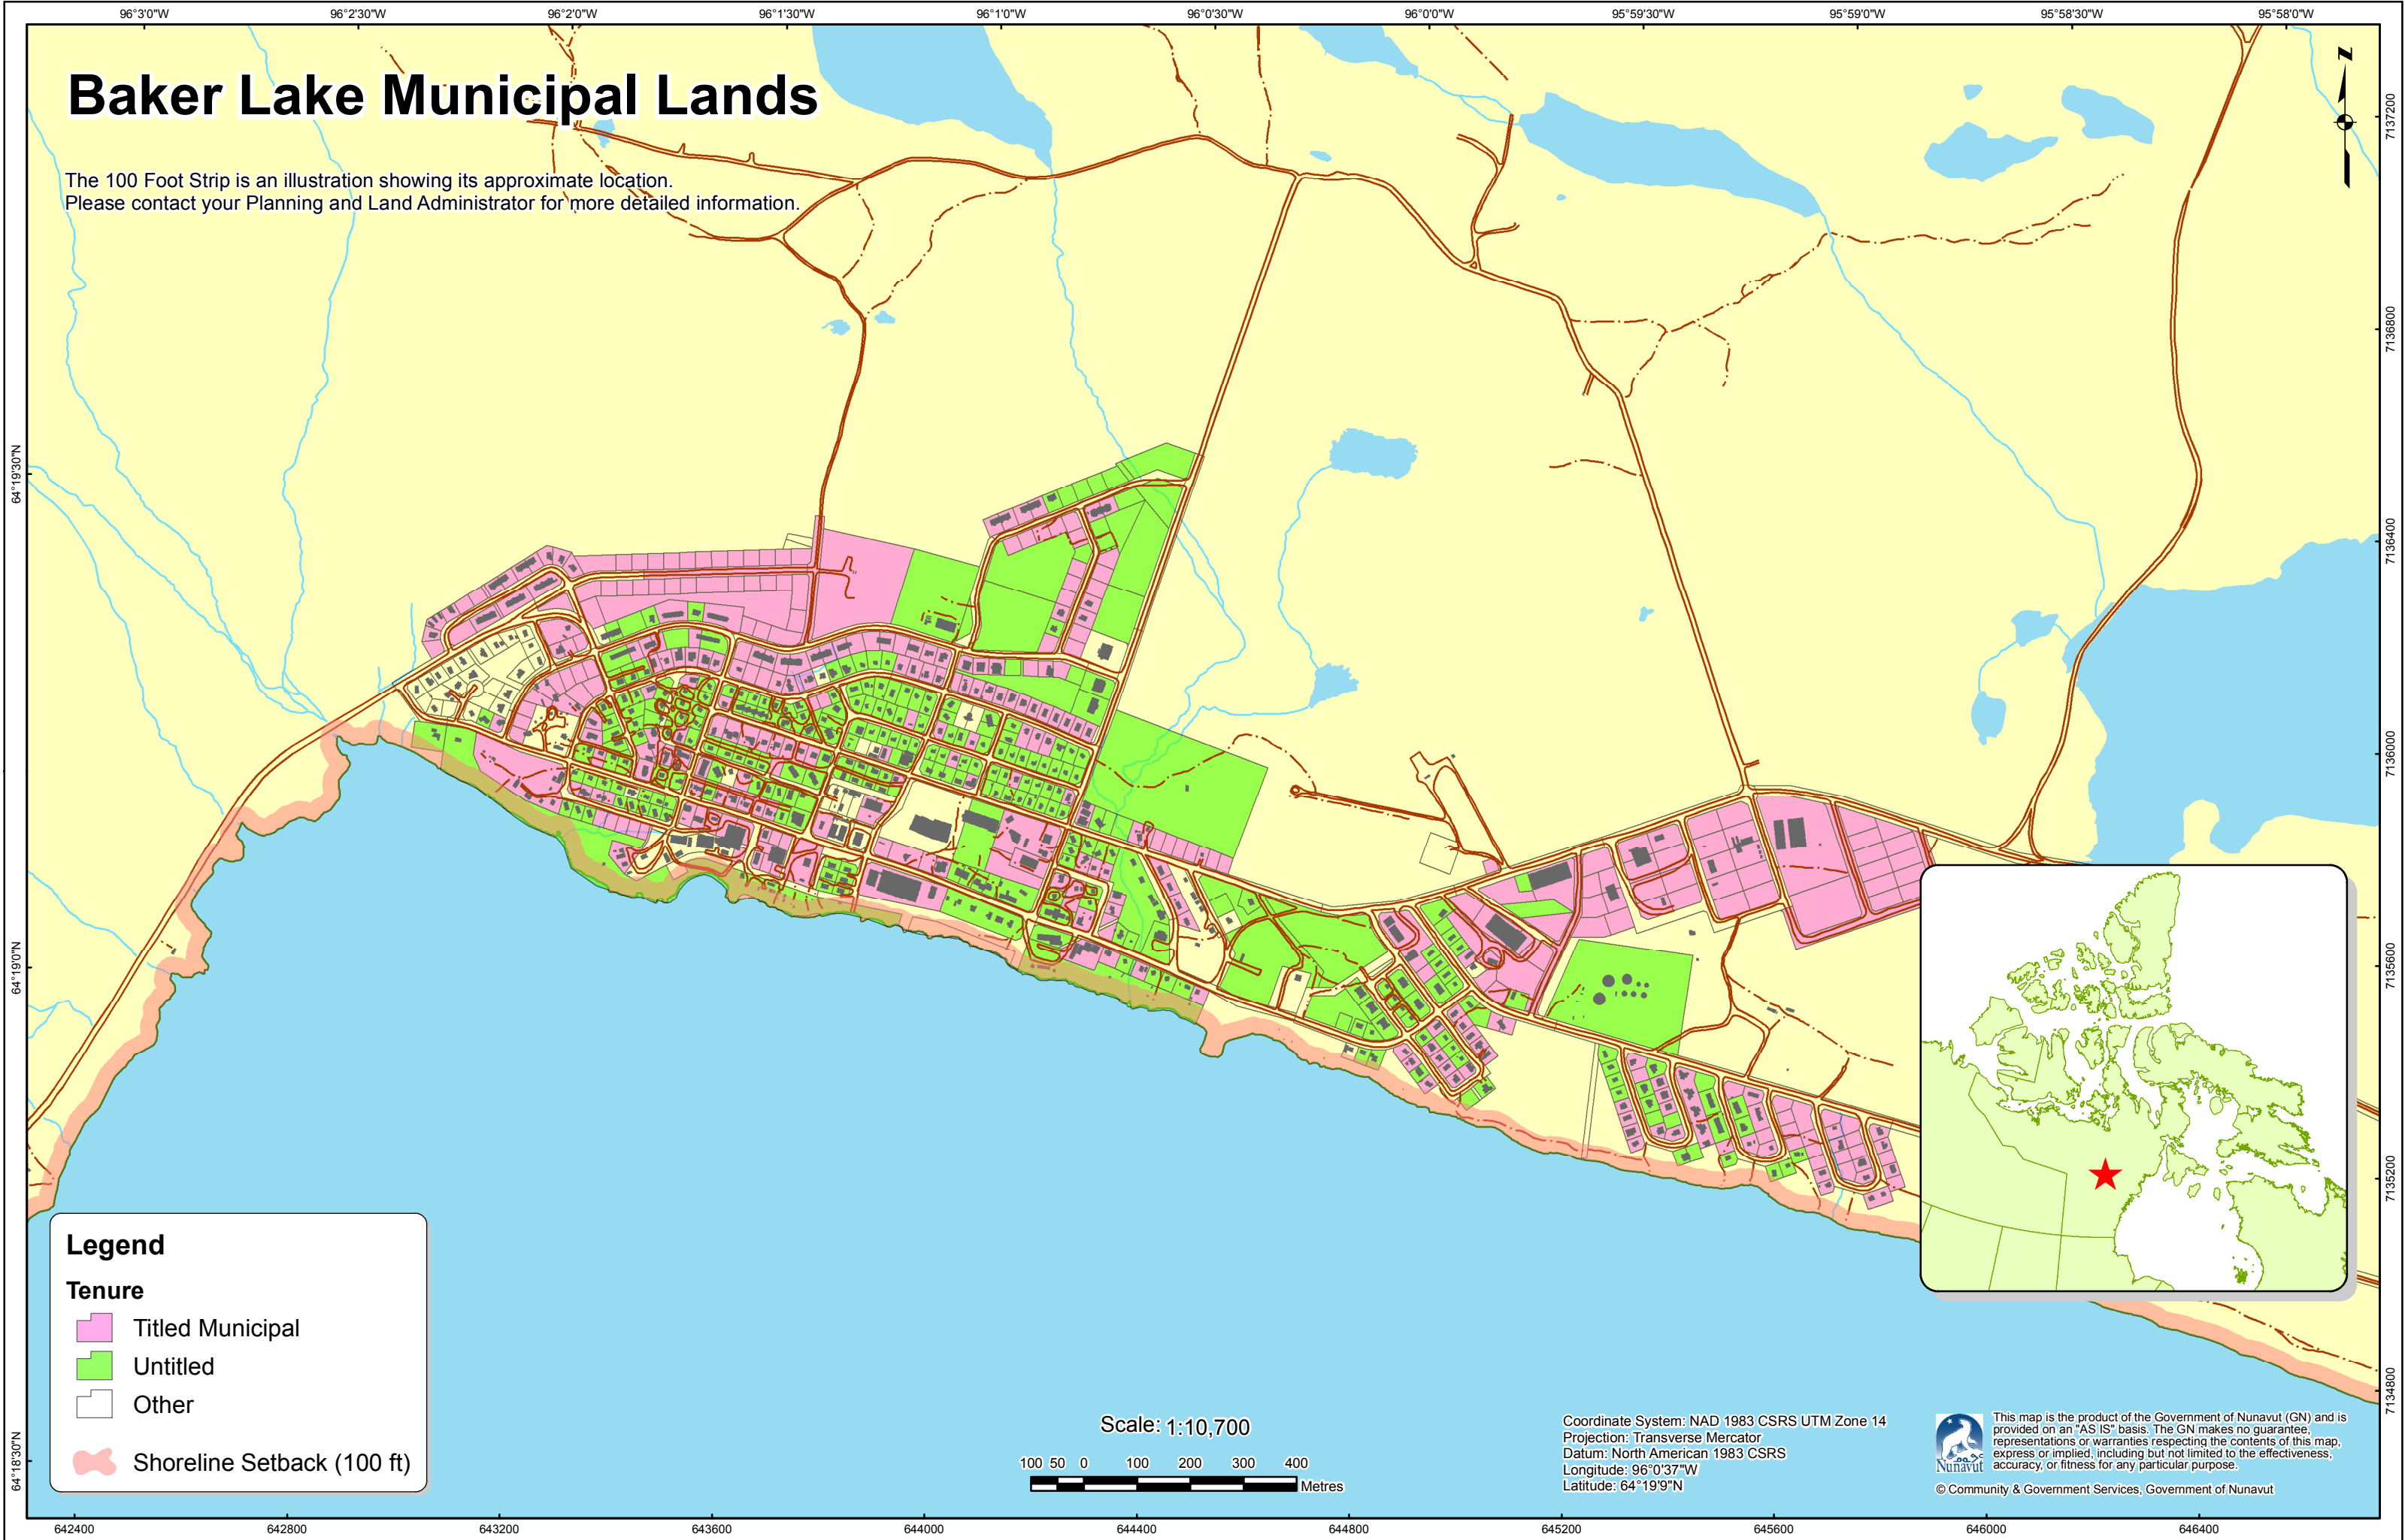 96°3'0"W
96°2'30"W
96°2'0"W
96°1'30"W
96°1'0"W
96°0'30"W
96°0'0"W
95°59'30"W
95°59'0"W
95°58'30"W
95°58'0"W
Baker Lake Municipal Lands
The 100 Foot Strip is an illustration showing its approximate location.
Please contact your Planning and Land Administrator for more detailed information.
Z
7137200
7136800
7136400
7136000
7135600
7135200
7134800
64°19'30"N
64°19'0"N
64°18'30"N
Legend
Tenure
Titled Municipal
Untitled
Other
Shoreline Setback (100 ft)
Scale: 1:10,700
100 50 0 100 200 300 400
Metres
Coordinate System: NAD 1983 CSRS UTM Zone 14
Projection: Transverse Mercator
Datum: North American 1983 CSRS
Longitude: 96°0'37"W
Latitude: 64°19'9"N
Nunavut
This map is the product of the Government of Nunavut (GN) and is
provided on an "AS IS" basis. The GN makes no guarantee,
representations or warranties respecting the contents of this map,
express or implied, including but not limited to the effectiveness,
accuracy, or fitness for any particular purpose.
© Community & Government Services, Government of Nunavut
642400
642800
643200
643600
644000
644400
644800
645200
645600
646000
646400